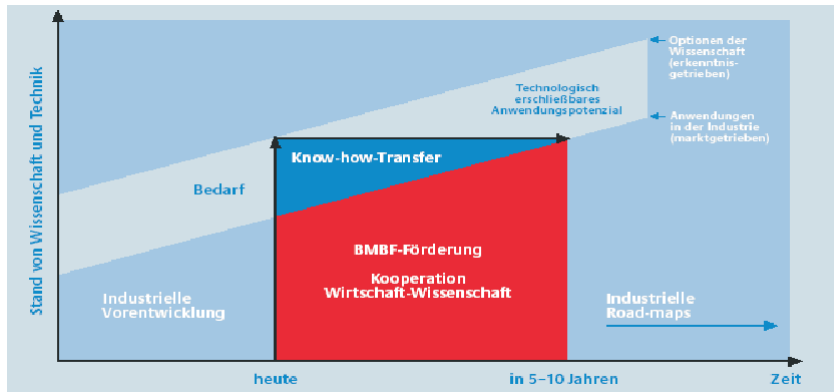 Stand von Wissenschaft und Technik
Optionen der
Wissenschaft
(erkenntnis-
getrieben)
Technologisch
erschließbares
Anwendungspotenzial
Anwendungen
in der Industrie
(marktgetrieben)
Know-how-Transfer
Bedarf
BMBF-Förderung
Kooperation
Wirtschaft-Wissenschaft
Industrielle
Vorentwicklung
Industrielle
Road-maps
heute
in 5–10 Jahren
Zeit